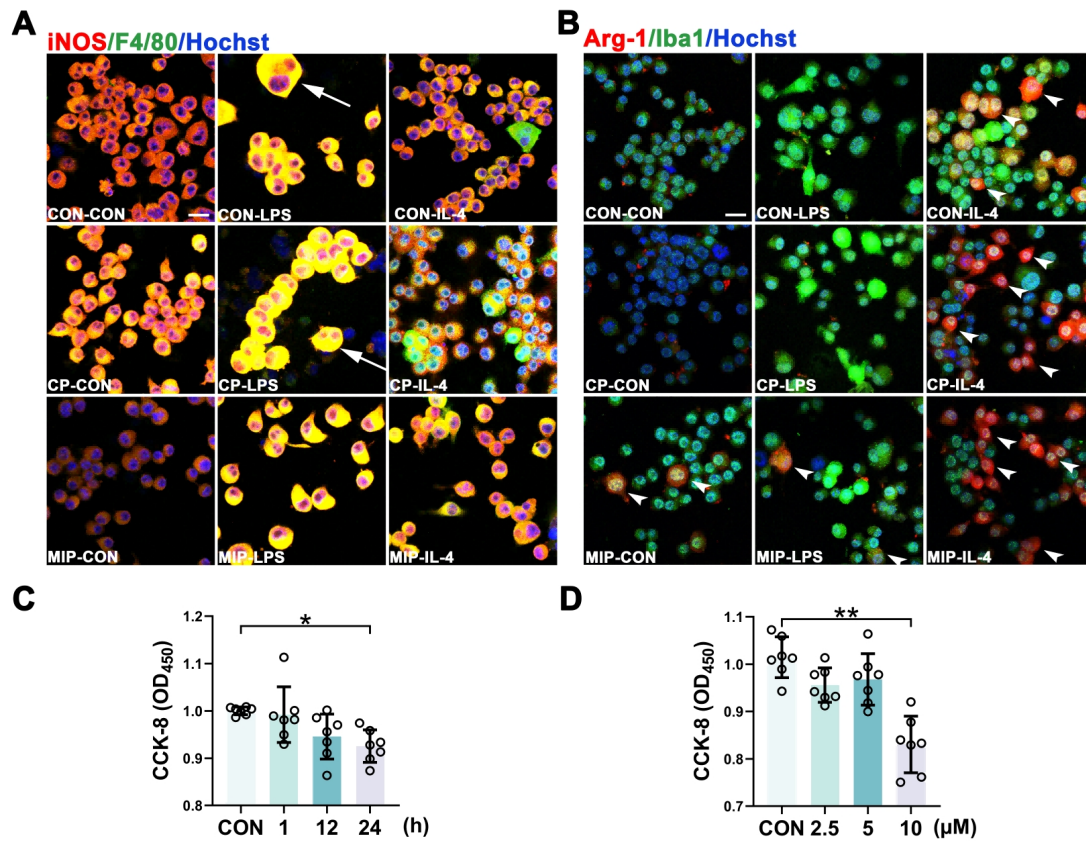 A
iNOS/F4/80/Hochst
CON-CON
CON-LPS
CON-IL-4
CP-CON
CP-LPS
CP-IL-4
MIP-CON
MIP-LPS
MIP-IL-4
B
Arg-1/Iba1/Hochst
CON-CON
CON-LPS
CON-IL-4
CP-CON
CP-LPS
CP-IL-4
MIP-CON
MIP-LPS
MIP-IL-4
C
CCK-8 (OD450)
1.2
1.1
1.0
0.9
0.8
*
CON 1 12 24 (h)
D
CCK-8 (OD450)
1.1
1.0
0.9
0.8
0.7
**
CON 2.5 5 10 (μM)